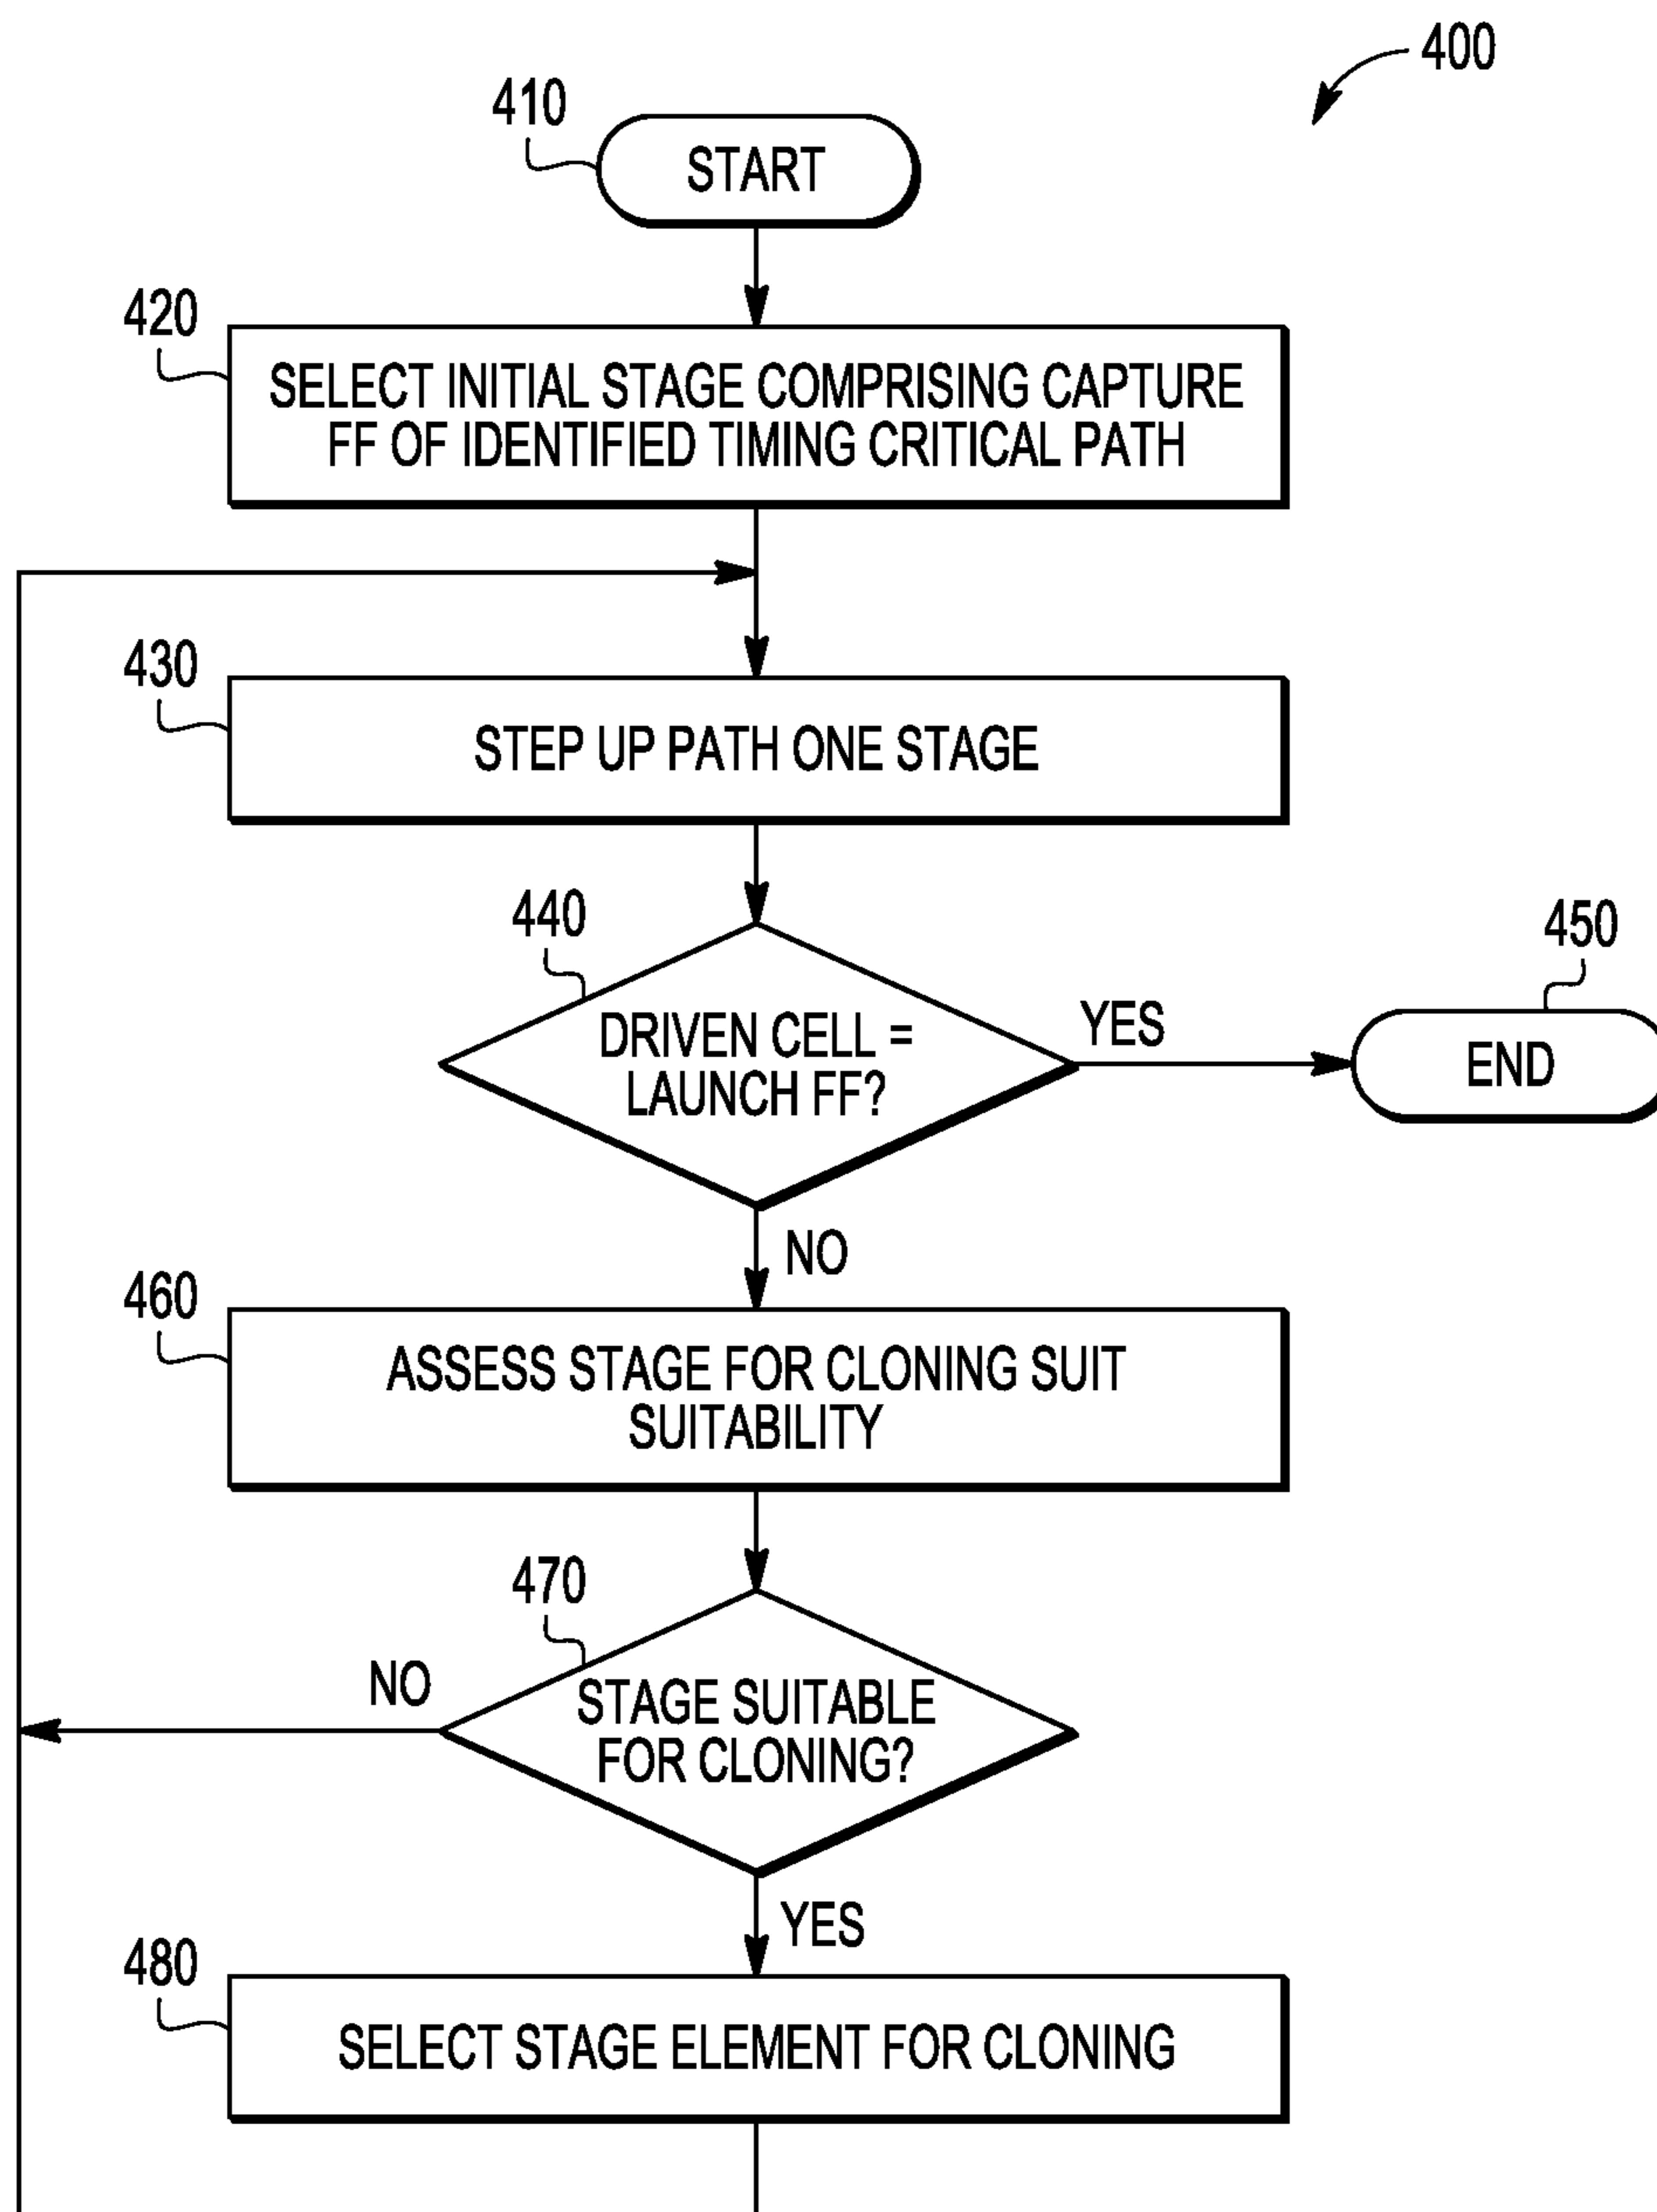 400
410
START
420
SELECT INITIAL STAGE COMPRISING CAPTURE
FF OF IDENTIFIED TIMING CRITICAL PATH
430
STEP UP PATH ONE STAGE
440
DRIVEN CELL =
LAUNCH FF?
YES
450
END
NO
460
ASSESS STAGE FOR CLONING SUIT
SUITABILITY
470
STAGE SUITABLE
FOR CLONING?
NO
YES
480
SELECT STAGE ELEMENT FOR CLONING